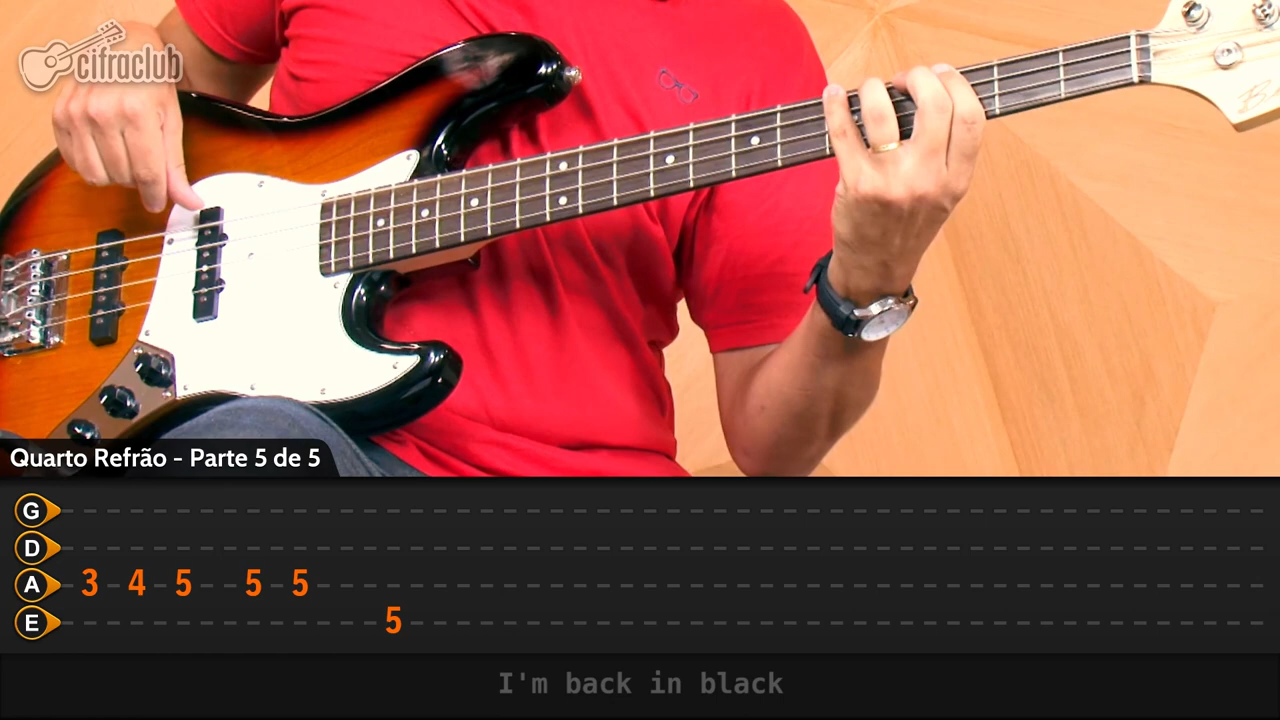 cifraclub
Quarto Refrão - Parte 5 de 5
G
D
A 3 4 5 5 5
E 5
I'm back in black